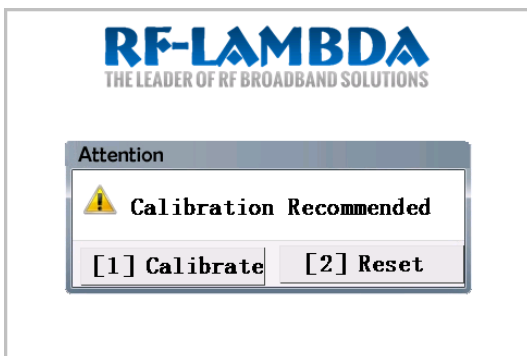 RF-LAMBDA
THE LEADER OF RF BROADBAND SOLUTIONS
Attention
Calibration Recommended
[1] Calibrate [2] Reset